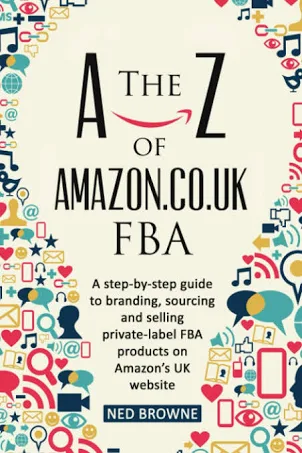 THE
A Z
OF
AMAZON.CO.UK
FBA
A step-by-step guide
to branding, sourcing
and selling
private-label FBA
products on
Amazon's UK
website
NED BROWNE